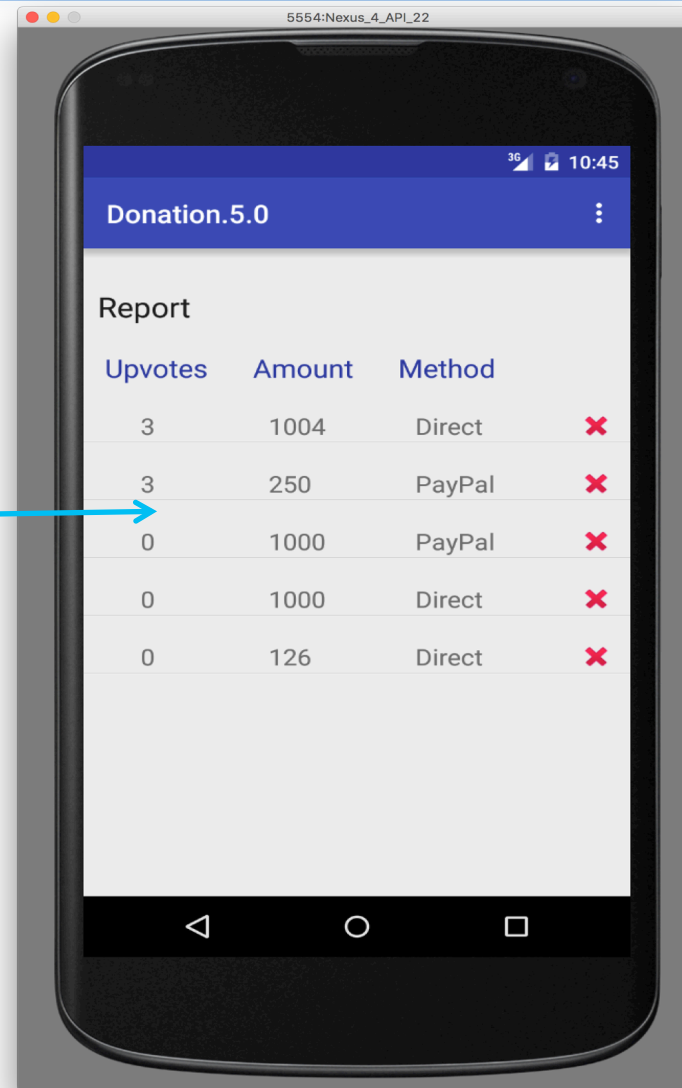 5554:Nexus_4_API_22
3G 10:45
Donation.5.0
Report
Upvotes Amount Method
3 1004 Direct
3 250 PayPal
0 1000 PayPal
0 1000 Direct
0 126 Direct